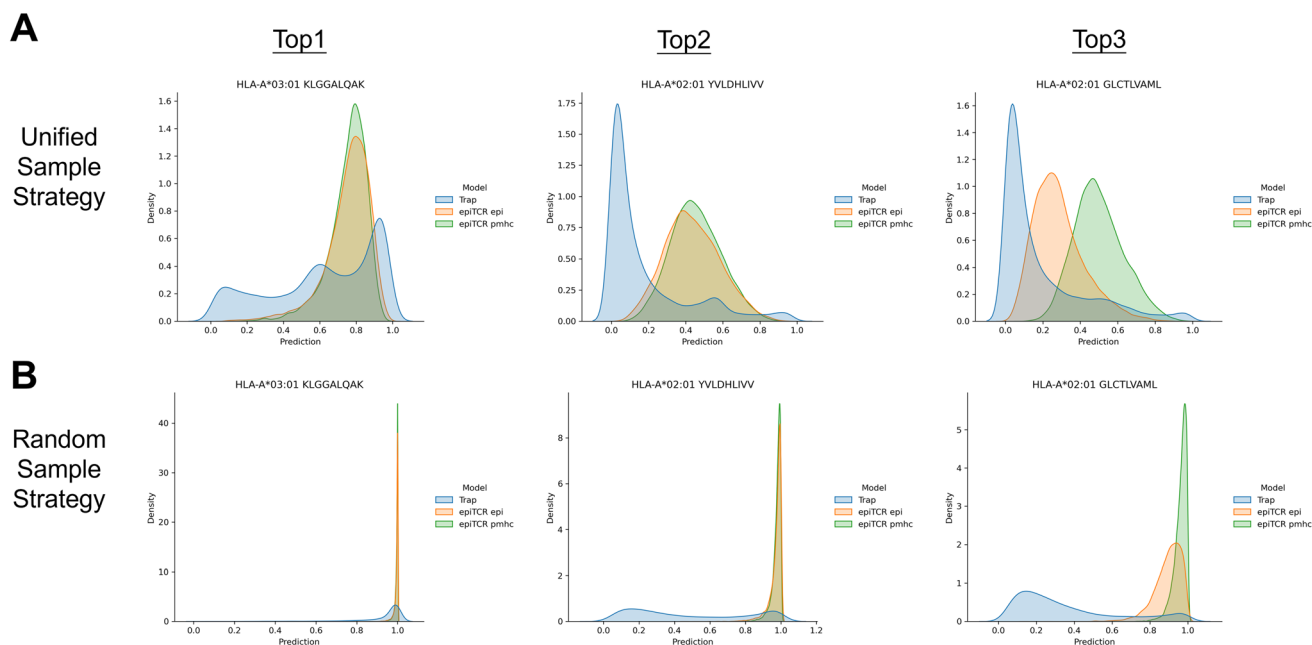 A
Top1
Top2
Top3
Unified
Sample
Strategy
HLA-A*03:01 KLGGALQAK
1.6
1.4
1.2
1.0
0.8
0.6
0.4
0.2
0.0
Density
0.0 0.2 0.4 0.6 0.8 1.0
Prediction
Model
Trap
epiTCR epi
epiTCR pmhc
HLA-A*02:01 YVLDHLIVV
1.75
1.50
1.25
1.00
0.75
0.50
0.25
0.00
Density
0.0 0.2 0.4 0.6 0.8 1.0
Prediction
Model
Trap
epiTCR epi
epiTCR pmhc
HLA-A*02:01 GLCTLVAML
1.6
1.4
1.2
1.0
0.8
0.6
0.4
0.2
0.0
Density
0.0 0.2 0.4 0.6 0.8 1.0
Prediction
Model
Trap
epiTCR epi
epiTCR pmhc
B
Random
Sample
Strategy
HLA-A*03:01 KLGGALQAK
40
30
20
10
0
Density
0.0 0.2 0.4 0.6 0.8 1.0
Prediction
Model
Trap
epiTCR epi
epiTCR pmhc
HLA-A*02:01 YVLDHLIVV
8
6
4
2
0
Density
0.0 0.2 0.4 0.6 0.8 1.0 1.2
Prediction
Model
Trap
epiTCR epi
epiTCR pmhc
HLA-A*02:01 GLCTLVAML
5
4
3
2
1
0
Density
0.0 0.2 0.4 0.6 0.8 1.0
Prediction
Model
Trap
epiTCR epi
epiTCR pmhc